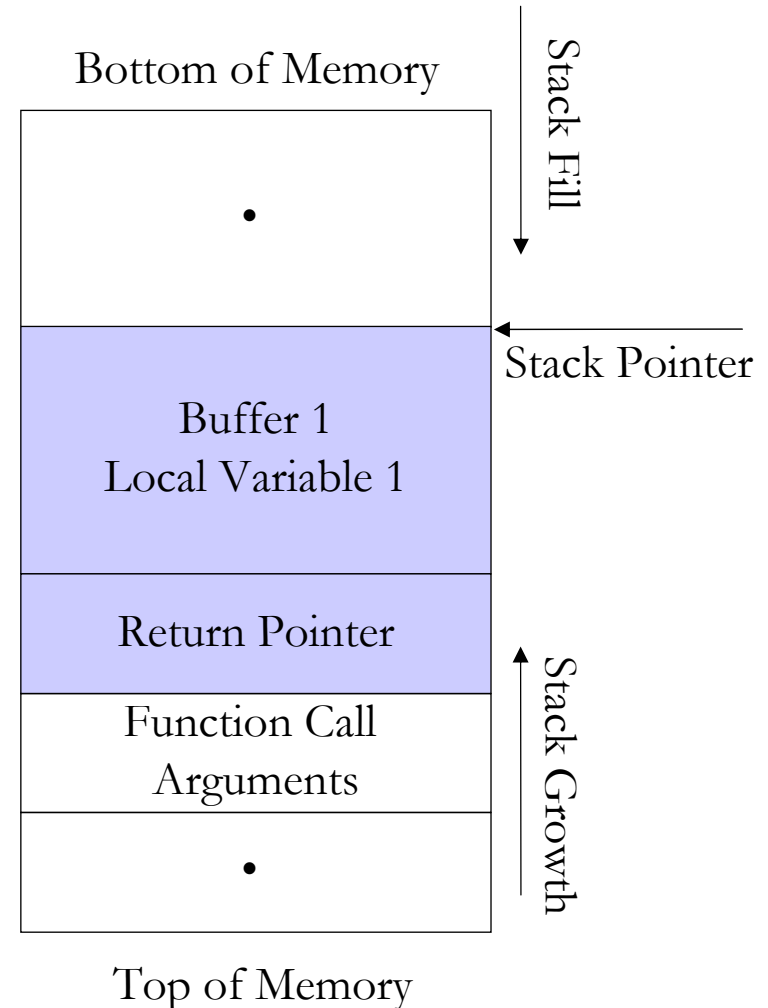 Bottom of Memory
Stack Fill
Stack Pointer
Buffer 1
Local Variable 1
Return Pointer
Function Call
Arguments
Stack Growth
Top of Memory